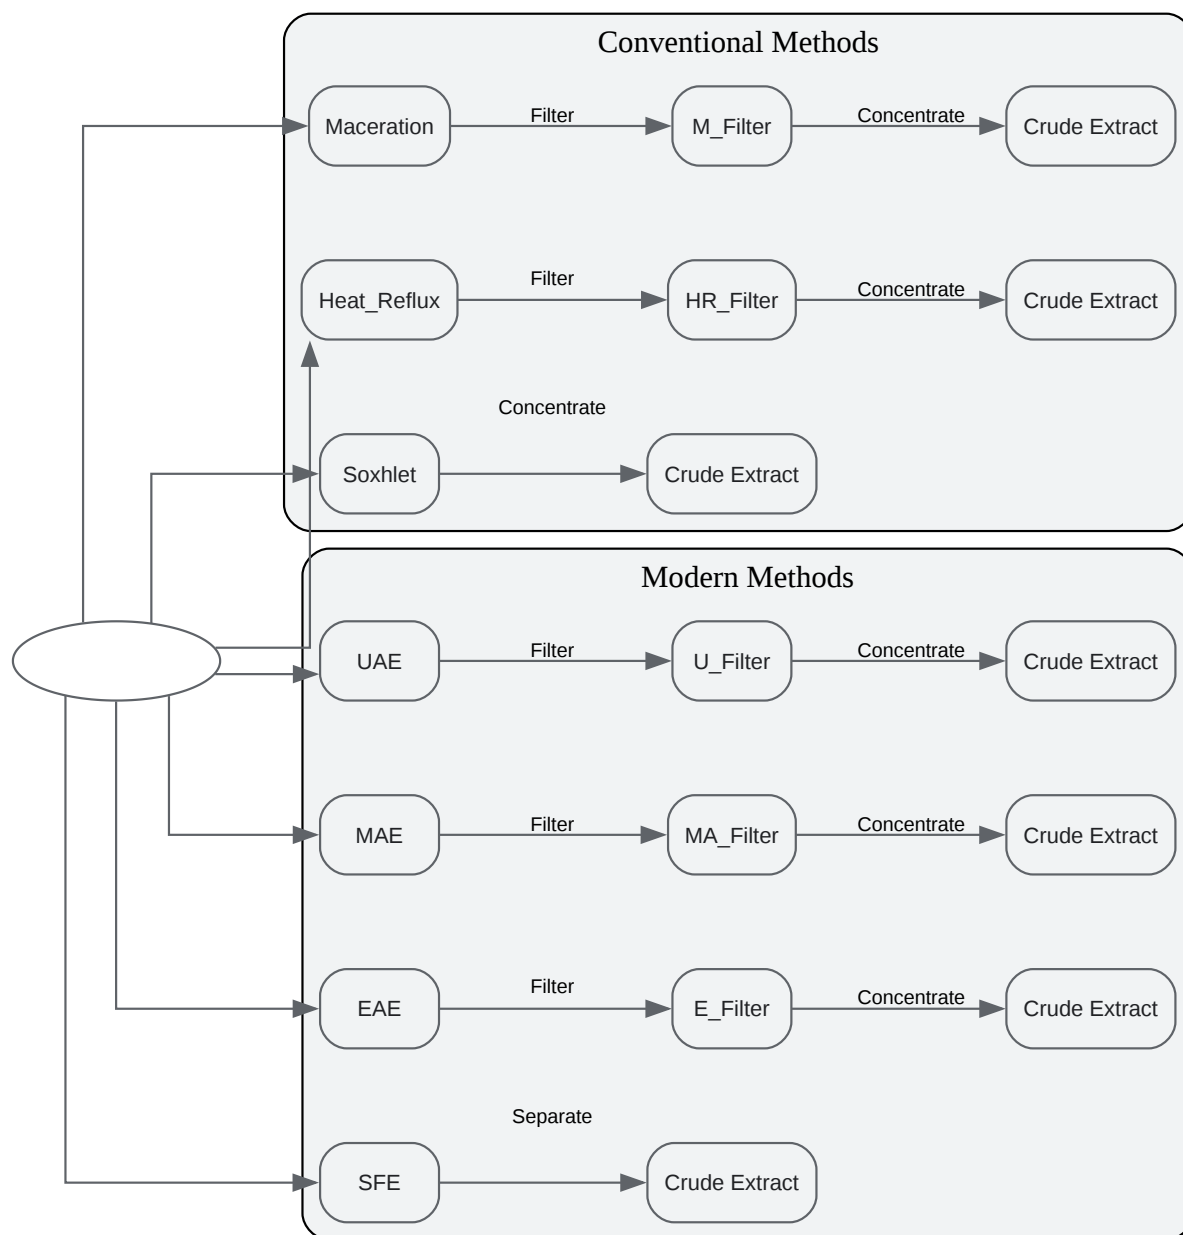 Conventional Methods
Maceration Filter M_Filter Concentrate Crude Extract
Heat_Reflux Filter HR_Filter Concentrate Crude Extract
Concentrate
Soxhlet Crude Extract
Modern Methods
UAE Filter U_Filter Concentrate Crude Extract
MAE Filter MA_Filter Concentrate Crude Extract
EAE Filter E_Filter Concentrate Crude Extract
Separate
SFE Crude Extract